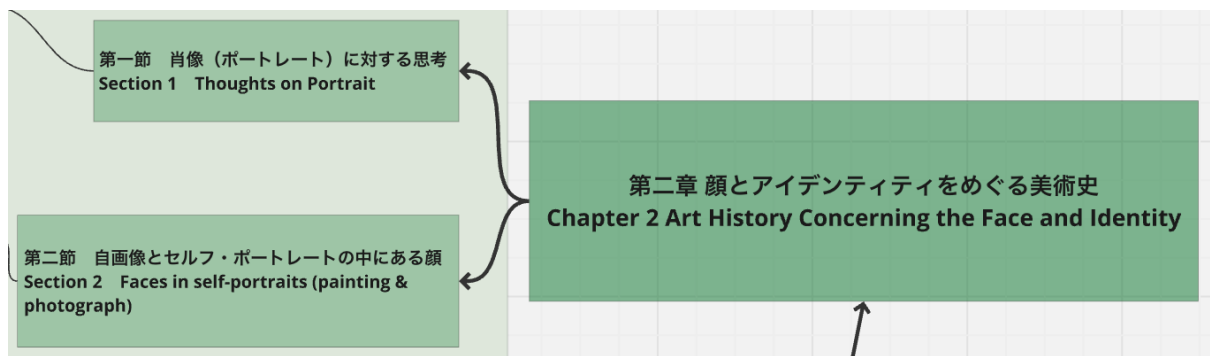 第一節　肖像（ポートレート）に対する思考
Section 1　Thoughts on Portrait
第二章 顔とアイデンティティをめぐる美術史
Chapter 2 Art History Concerning the Face and Identity
第二節　自画像とセルフ・ポートレートの中にある顔
Section 2　Faces in self-portraits (painting &
photograph)